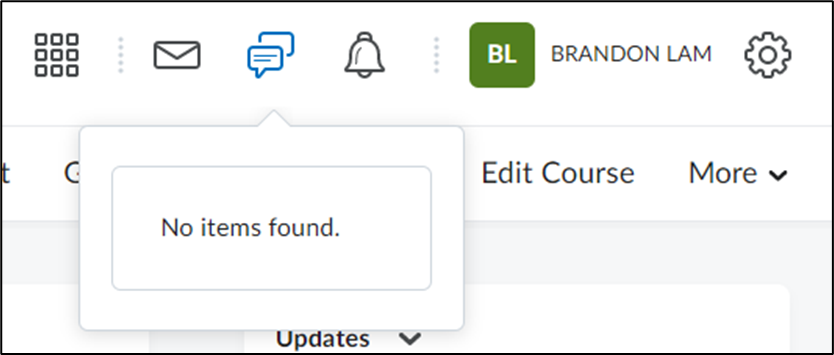 BL BRANDON LAM
Edit Course More
No items found.
Updates